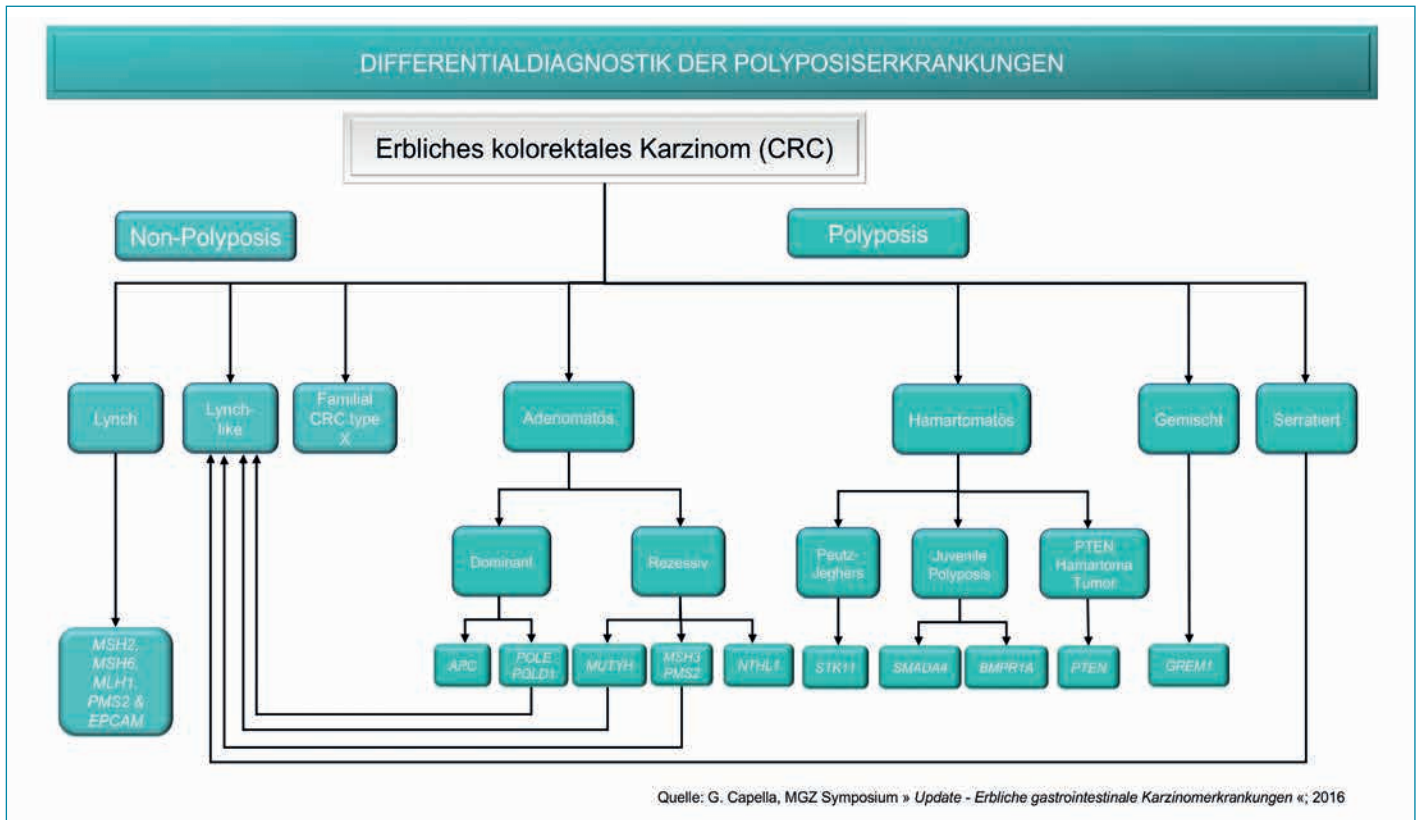 DIFFERENTIALDIAGNOSTIK DER POLYPOSISERKRANKUNGEN
Erbliches kolorektales Karzinom (CRC)
Non-Polyposis
Polyposis
Lynch
Lynch-
like
Familial
CRC type
X
Adenomatös
Hamartomatös
Gemischt
Serratiert
Dominant
Rezessiv
Peutz-
Jeghers
Juvenile
Polyposis
PTEN
Hamartoma
Tumor
MSH2,
MSH6,
MLH1,
PMS2 &
EPCAM
APC
POLE
POLD1
MUTYH
MSH3
PMS2
NTHL1
STK11
SMADA4
BMPR1A
PTEN
GREM1
Quelle: G. Capella, MGZ Symposium » Update - Erbliche gastrointestinale Karzinomerkrankungen «; 2016